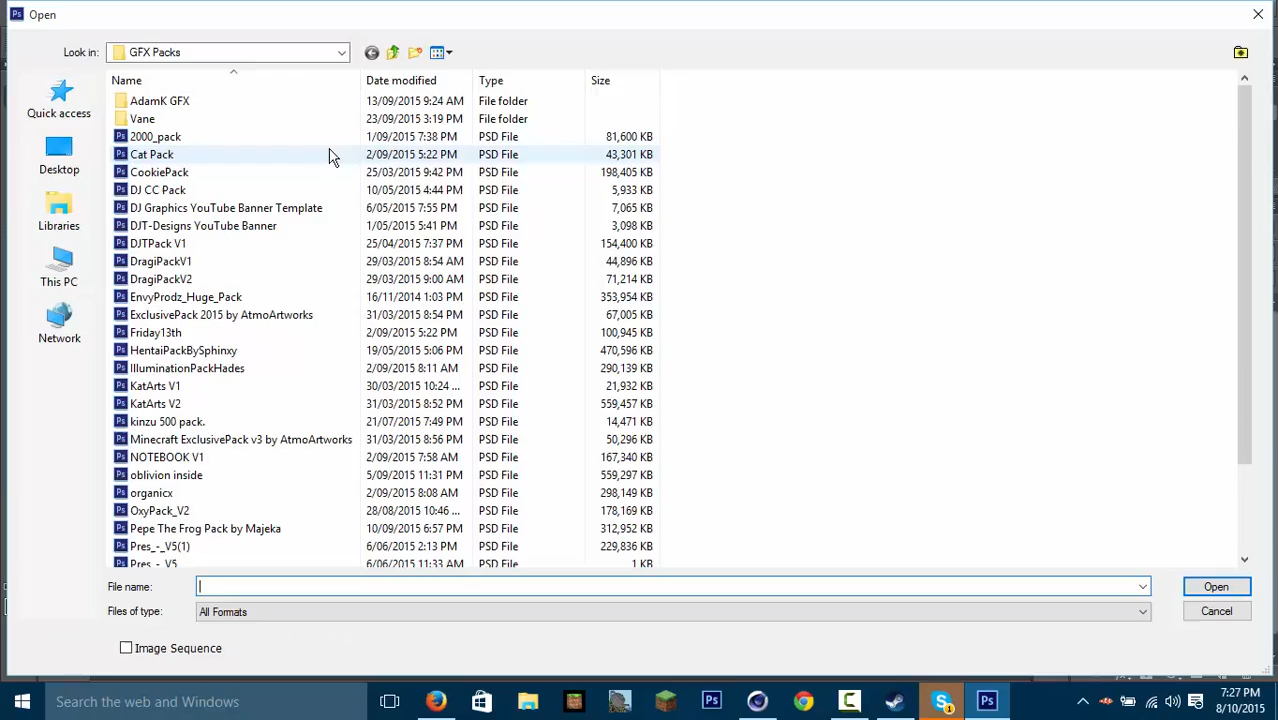 Open
Look in: GFX Packs
Name Date modified Type Size
AdamK GFX 13/09/2015 9:24 AM File folder
Vane 23/09/2015 3:19 PM File folder
2000_pack 1/09/2015 7:38 PM PSD File 81,600 KB
Cat Pack 2/09/2015 5:22 PM PSD File 43,301 KB
CookiePack 25/03/2015 9:42 PM PSD File 198,405 KB
DJ CC Pack 10/05/2015 4:44 PM PSD File 5,933 KB
DJ Graphics YouTube Banner Template 6/05/2015 7:55 PM PSD File 7,065 KB
DJT-Designs YouTube Banner 1/05/2015 5:41 PM PSD File 3,098 KB
DJTPack V1 25/04/2015 7:37 PM PSD File 154,400 KB
DragiPackV1 29/03/2015 8:54 AM PSD File 44,896 KB
DragiPackV2 29/03/2015 9:00 AM PSD File 71,214 KB
EnvyProdz_Huge_Pack 16/11/2014 1:03 PM PSD File 353,954 KB
ExclusivePack 2015 by AtmoArtworks 31/03/2015 8:54 PM PSD File 67,005 KB
Friday13th 2/09/2015 5:22 PM PSD File 100,945 KB
HentaiPackBySphinxy 19/05/2015 5:06 PM PSD File 470,596 KB
IlluminationPackHades 2/09/2015 8:11 AM PSD File 290,139 KB
KatArts V1 30/03/2015 10:24 ... PSD File 21,932 KB
KatArts V2 31/03/2015 8:52 PM PSD File 559,457 KB
kinzu 500 pack. 21/07/2015 7:49 PM PSD File 14,471 KB
Minecraft ExclusivePack v3 by AtmoArtworks 31/03/2015 8:56 PM PSD File 50,296 KB
NOTEBOOK V1 2/09/2015 7:58 AM PSD File 167,340 KB
oblivion inside 5/09/2015 11:31 PM PSD File 559,297 KB
organicx 2/09/2015 8:08 AM PSD File 298,149 KB
OxyPack_V2 28/08/2015 10:46 ... PSD File 178,169 KB
Pepe The Frog Pack by Majeka 10/09/2015 6:57 PM PSD File 312,952 KB
Pres_-_V5(1) 6/06/2015 2:13 PM PSD File 229,836 KB
Pres_-_V5 6/06/2015 11:33 AM PSD File 1 KB
Quick access
Desktop
Libraries
This PC
Network
File name: Open
Files of type: All Formats Cancel
Image Sequence
Search the web and Windows
7:27 PM
8/10/2015